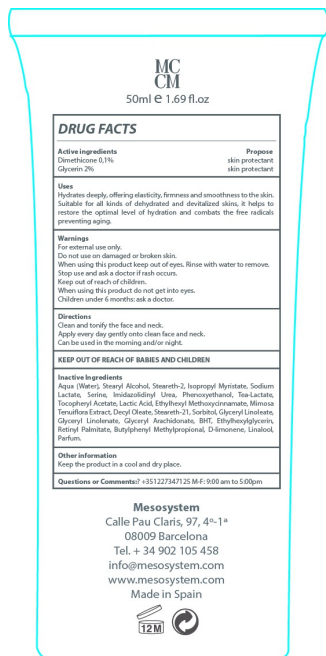 MC
CM
50ml e 1.69 fl.oz
DRUG FACTS
Active ingredients Propose
Dimethicone 0,1% skin protectant
Glycerin 2% skin protectant
Uses
Hydrates deeply, offering elasticity, firmness and smoothness to the skin.
Suitable for all kinds of dehydrated and devitalized skins, it helps to
restore the optimal level of hydration and combats the free radicals
preventing aging.
Warnings
For external use only.
Do not use on damaged or broken skin.
When using this product keep out of eyes. Rinse with water to remove.
Stop use and ask a doctor if rash occurs.
Keep out of reach of children.
When using this product do not get into eyes.
Children under 6 months: ask a doctor.
Directions
Clean and tonify the face and neck.
Apply every day gently onto clean face and neck.
Can be used in the morning and/or night.
KEEP OUT OF REACH OF BABIES AND CHILDREN
Inactive Ingredients
Aqua (Water), Stearyl Alcohol, Steareth-2, Isopropyl Myristate, Sodium
Lactate, Serine, Imidazolidinyl Urea, Phenoxyethanol, Tea-Lactate,
Tocopheryl Acetate, Lactic Acid, Ethylhexyl Methoxycinnamate, Mimosa
Tenuiflora Extract, Decyl Oleate, Steareth-21, Sorbitol, Glyceryl Linoleate,
Glyceryl Linolenate, Glyceryl Arachidonate, BHT, Ethylhexylglycerin,
Retinyl Palmitate, Butylphenyl Methylpropional, D-limonene, Linalool,
Parfum.
Other information
Keep the product in a cool and dry place.
Questions or Comments:? +351227347125 M-F: 9:00 am to 5:00pm
Mesosystem
Calle Pau Claris, 97, 4º-1ª
08009 Barcelona
Tel. + 34 902 105 458
info@mesosystem.com
www.mesosystem.com
Made in Spain
12M